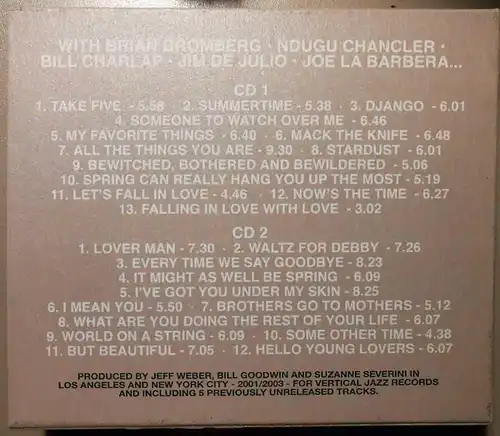 WITH BRIAN BROMBERG · NDUGU CHANCLER ·
BILL CHARLAP · JIM DE JULIO · JOE LA BARBERA...
CD 1
1. TAKE FIVE - 5.58 · 2. SUMMERTIME - 5.38 · 3. DJANGO - 6.01
4. SOMEONE TO WATCH OVER ME - 6.46
5. MY FAVORITE THINGS - 6.40 · 6. MACK THE KNIFE - 6.48
7. ALL THE THINGS YOU ARE - 9.30 · 8. STARDUST - 6.01
9. BEWITCHED, BOTHERED AND BEWILDERED - 5.06
10. SPRING CAN REALLY HANG YOU UP THE MOST - 5.19
11. LET'S FALL IN LOVE - 4.46 · 12. NOW'S THE TIME - 6.27
13. FALLING IN LOVE WITH LOVE - 3.02
CD 2
1. LOVER MAN - 7.30 · 2. WALTZ FOR DEBBY - 7.26
3. EVERY TIME WE SAY GOODBYE - 8.23
4. IT MIGHT AS WELL BE SPRING - 6.09
5. I'VE GOT YOU UNDER MY SKIN - 8.25
6. I MEAN YOU - 5.50 · 7. BROTHERS GO TO MOTHERS - 5.12
8. WHAT ARE YOU DOING THE REST OF YOUR LIFE - 6.07
9. WORLD ON A STRING - 6.09 · 10. SOME OTHER TIME - 4.38
11. BUT BEAUTIFUL - 7.05 · 12. HELLO YOUNG LOVERS - 6.07
PRODUCED BY JEFF WEBER, BILL GOODWIN AND SUZANNE SEVERINI IN
LOS ANGELES AND NEW YORK CITY - 2001/2003 - FOR VERTICAL JAZZ RECORDS
AND INCLUDING 5 PREVIOUSLY UNRELEASED TRACKS.